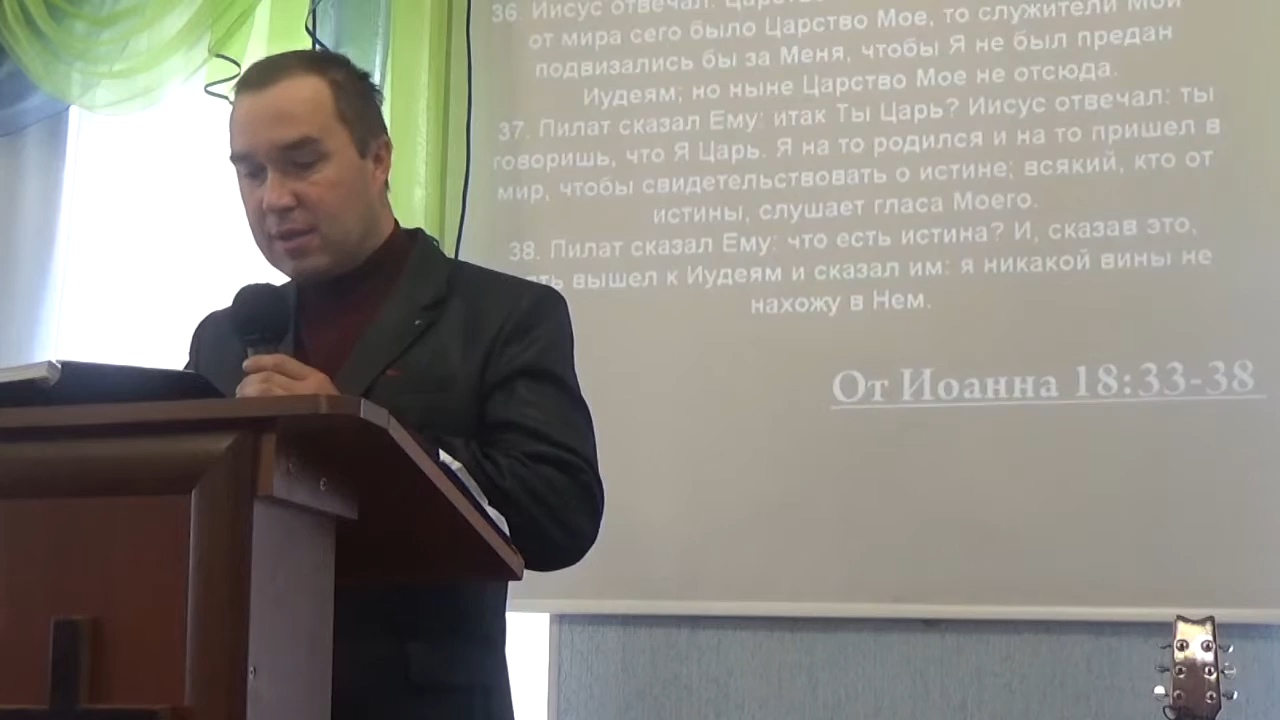 36. Иисус отвечал: Царство
от мира сего было Царство Мое, то служители Мои
подвизались бы за Меня, чтобы Я не был предан
Иудеям; но ныне Царство Мое не отсюда.
37. Пилат сказал Ему: итак Ты Царь? Иисус отвечал: ты
говоришь, что Я Царь. Я на то родился и на то пришел в
мир, чтобы свидетельствовать о истине; всякий, кто от
истины, слушает гласа Моего.
38. Пилат сказал Ему: что есть истина? И, сказав это,
вышел к Иудеям и сказал им: я никакой вины не
нахожу в Нем.
От Иоанна 18:33-38